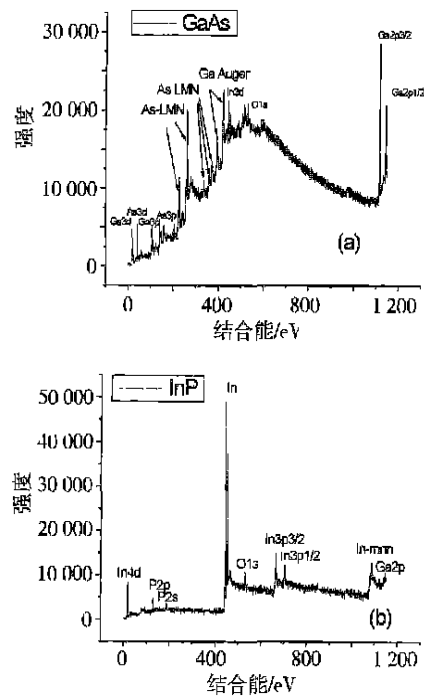 GaAs
30 000
20 000
10 000
0
强度
Ga3d
As3d
Ga3p
As3p
As-LMN
As LMN
Ga Auger
In3d
O1s
Ga2p3/2
Ga2p1/2
(a)
0
400
800
1 200
结合能/eV
InP
50 000
40 000
30 000
20 000
10 000
0
强度
In4d
P2p
P2s
In
O1s
In3p3/2
In3p1/2
In-mnn
Ga2p
(b)
0
400
800
1 200
结合能/eV